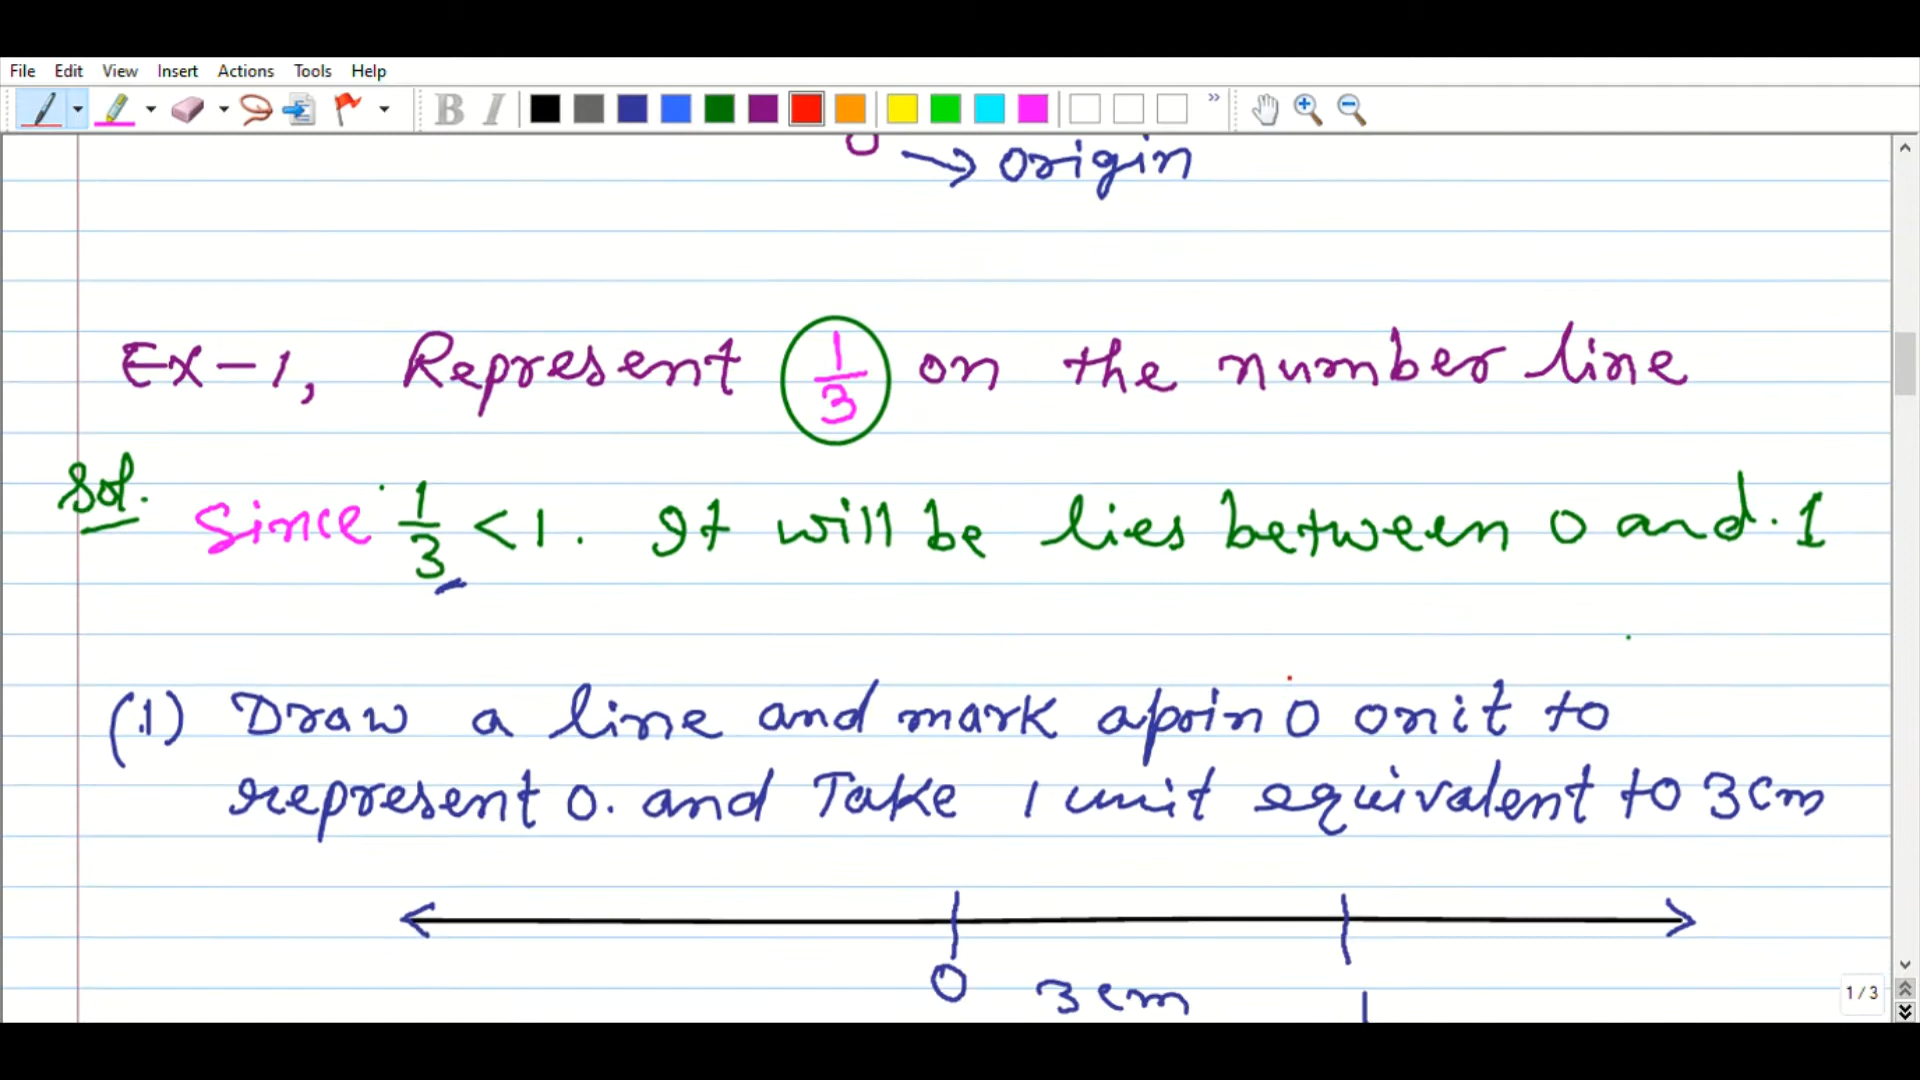 File Edit View Insert Actions Tools Help
B I
0
→ origin
Ex-1, Represent 1/3 on the number line
Sol.
Since 1/3 < 1. It will be lies between 0 and. 1
(1) Draw a line and mark apoin O onit to
represent 0. and Take 1 unit equivalent to 3cm
0 3cm 1
1 / 3